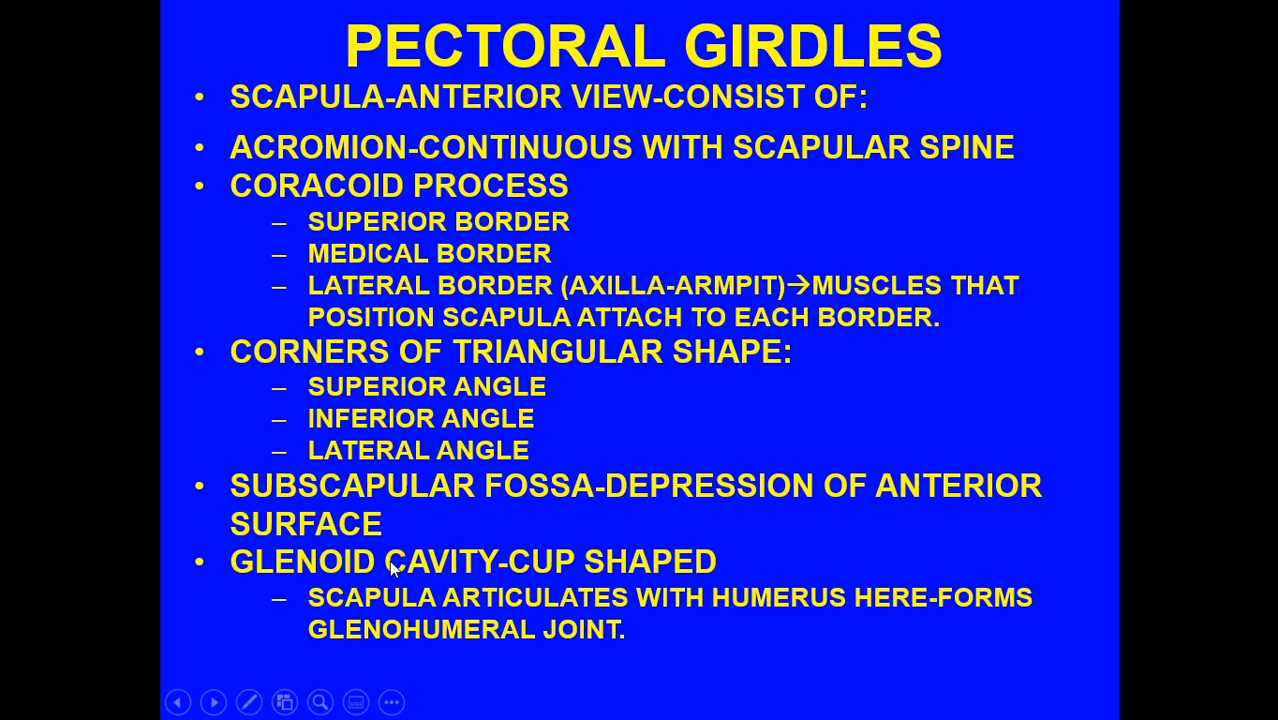 PECTORAL GIRDLES
• SCAPULA-ANTERIOR VIEW-CONSIST OF:
• ACROMION-CONTINUOUS WITH SCAPULAR SPINE
• CORACOID PROCESS
– SUPERIOR BORDER
– MEDICAL BORDER
– LATERAL BORDER (AXILLA-ARMPIT)→MUSCLES THAT
POSITION SCAPULA ATTACH TO EACH BORDER.
• CORNERS OF TRIANGULAR SHAPE:
– SUPERIOR ANGLE
– INFERIOR ANGLE
– LATERAL ANGLE
• SUBSCAPULAR FOSSA-DEPRESSION OF ANTERIOR
SURFACE
• GLENOID CAVITY-CUP SHAPED
– SCAPULA ARTICULATES WITH HUMERUS HERE-FORMS
GLENOHUMERAL JOINT.